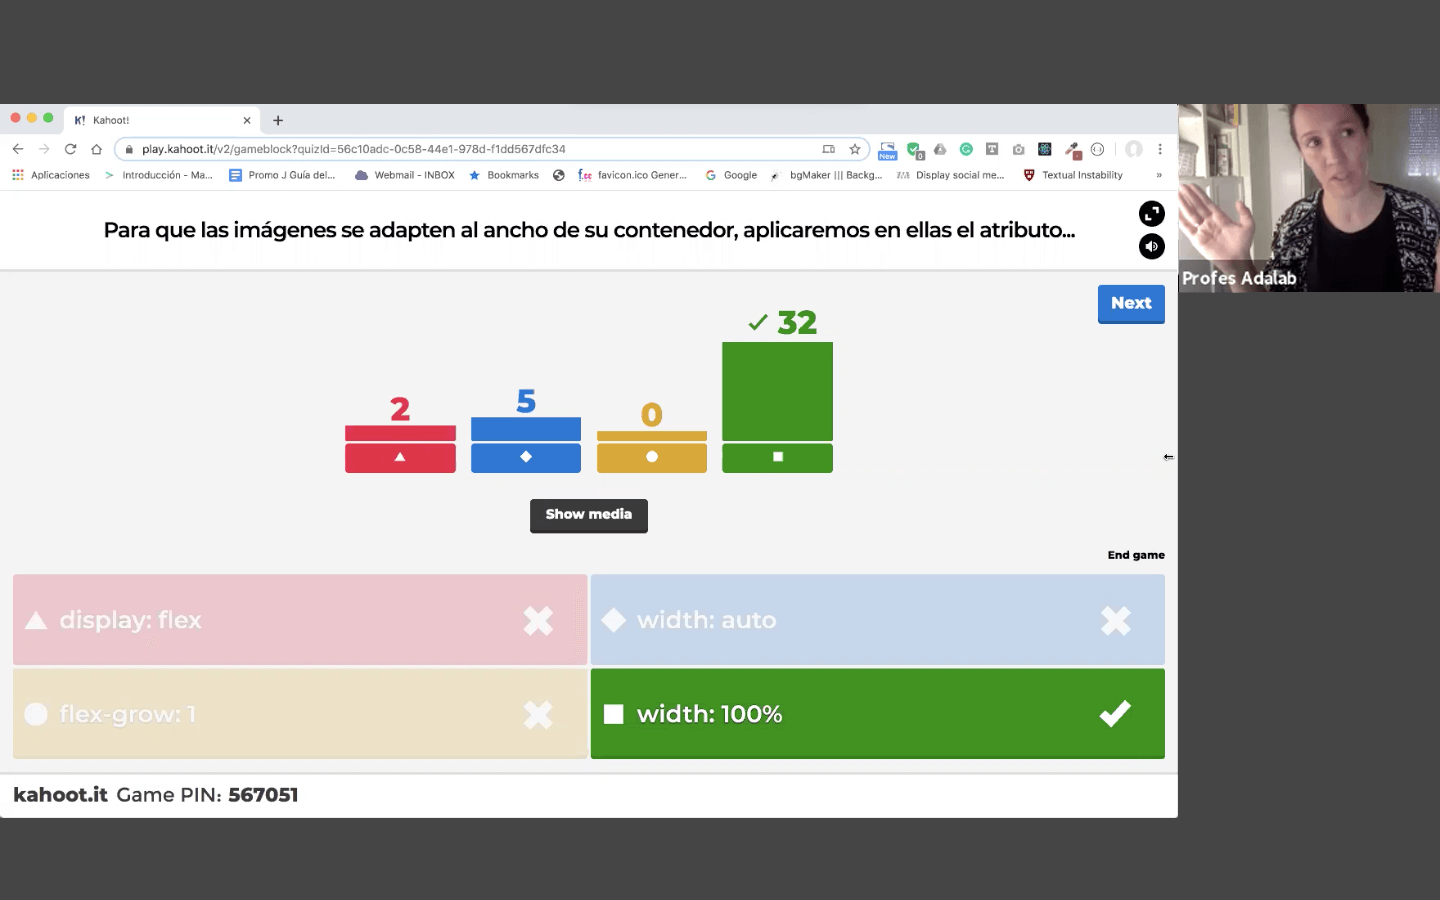 K! Kahoot!
play.kahoot.it/v2/gameblock?quizId=56c10adc-0c58-44e1-978d-f1dd567dfc34
New
0
Aplicaciones
Introducción - Ma...
Promo J Guía del...
Webmail - INBOX
Bookmarks
f.cc favicon.ico Gener...
G Google
bgMaker ||| Backg...
Display social me...
Textual Instability
»
Para que las imágenes se adapten al ancho de su contenedor, aplicaremos en ellas el atributo...
Profes Adalab
Next
2
5
0
32
Show media
End game
display: flex
width: auto
flex-grow: 1
width: 100%
kahoot.it Game PIN: 567051